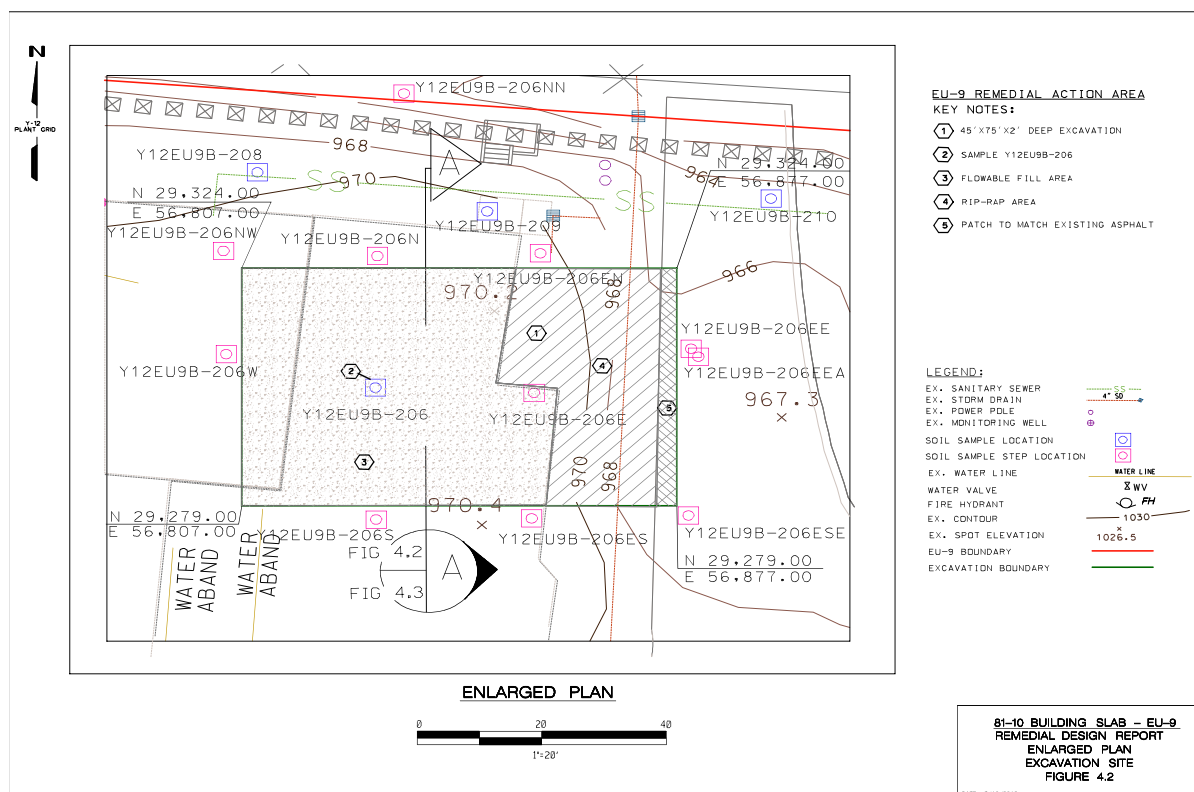 N
Y-12
PLANT GRID
Y12EU9B-206NN
968
Y12EU9B-208
A
N 29,324.00
964
E 56,877.00
SS
970
SS
N 29,324.00
E 56,807.00
Y12EU9B-210
Y12EU9B-209
Y12EU9B-206NW
Y12EU9B-206N
966
Y12EU9B-206EN
970.2
968
1
Y12EU9B-206EE
Y12EU9B-206W
2
4
Y12EU9B-206EEA
967.3
Y12EU9B-206
Y12EU9B-206E
5
3
970
968
970.4
N 29,279.00
E 56,807.00
Y12EU9B-206S
Y12EU9B-206ES
Y12EU9B-206ESE
WATER
ABAND
WATER
ABAND
FIG 4.2
A
FIG 4.3
N 29,279.00
E 56,877.00
ENLARGED PLAN
0 20 40
1"=20'
EU-9 REMEDIAL ACTION AREA
KEY NOTES:
1 45'X75'X2' DEEP EXCAVATION
2 SAMPLE Y12EU9B-206
3 FLOWABLE FILL AREA
4 RIP-RAP AREA
5 PATCH TO MATCH EXISTING ASPHALT
LEGEND:
EX. SANITARY SEWER SS
EX. STORM DRAIN 4" SD
EX. POWER POLE
EX. MONITORING WELL
SOIL SAMPLE LOCATION
SOIL SAMPLE STEP LOCATION
EX. WATER LINE WATER LINE
WATER VALVE WV
FIRE HYDRANT FH
EX. CONTOUR 1030
EX. SPOT ELEVATION 1026.5
EU-9 BOUNDARY
EXCAVATION BOUNDARY
81-10 BUILDING SLAB - EU-9
REMEDIAL DESIGN REPORT
ENLARGED PLAN
EXCAVATION SITE
FIGURE 4.2